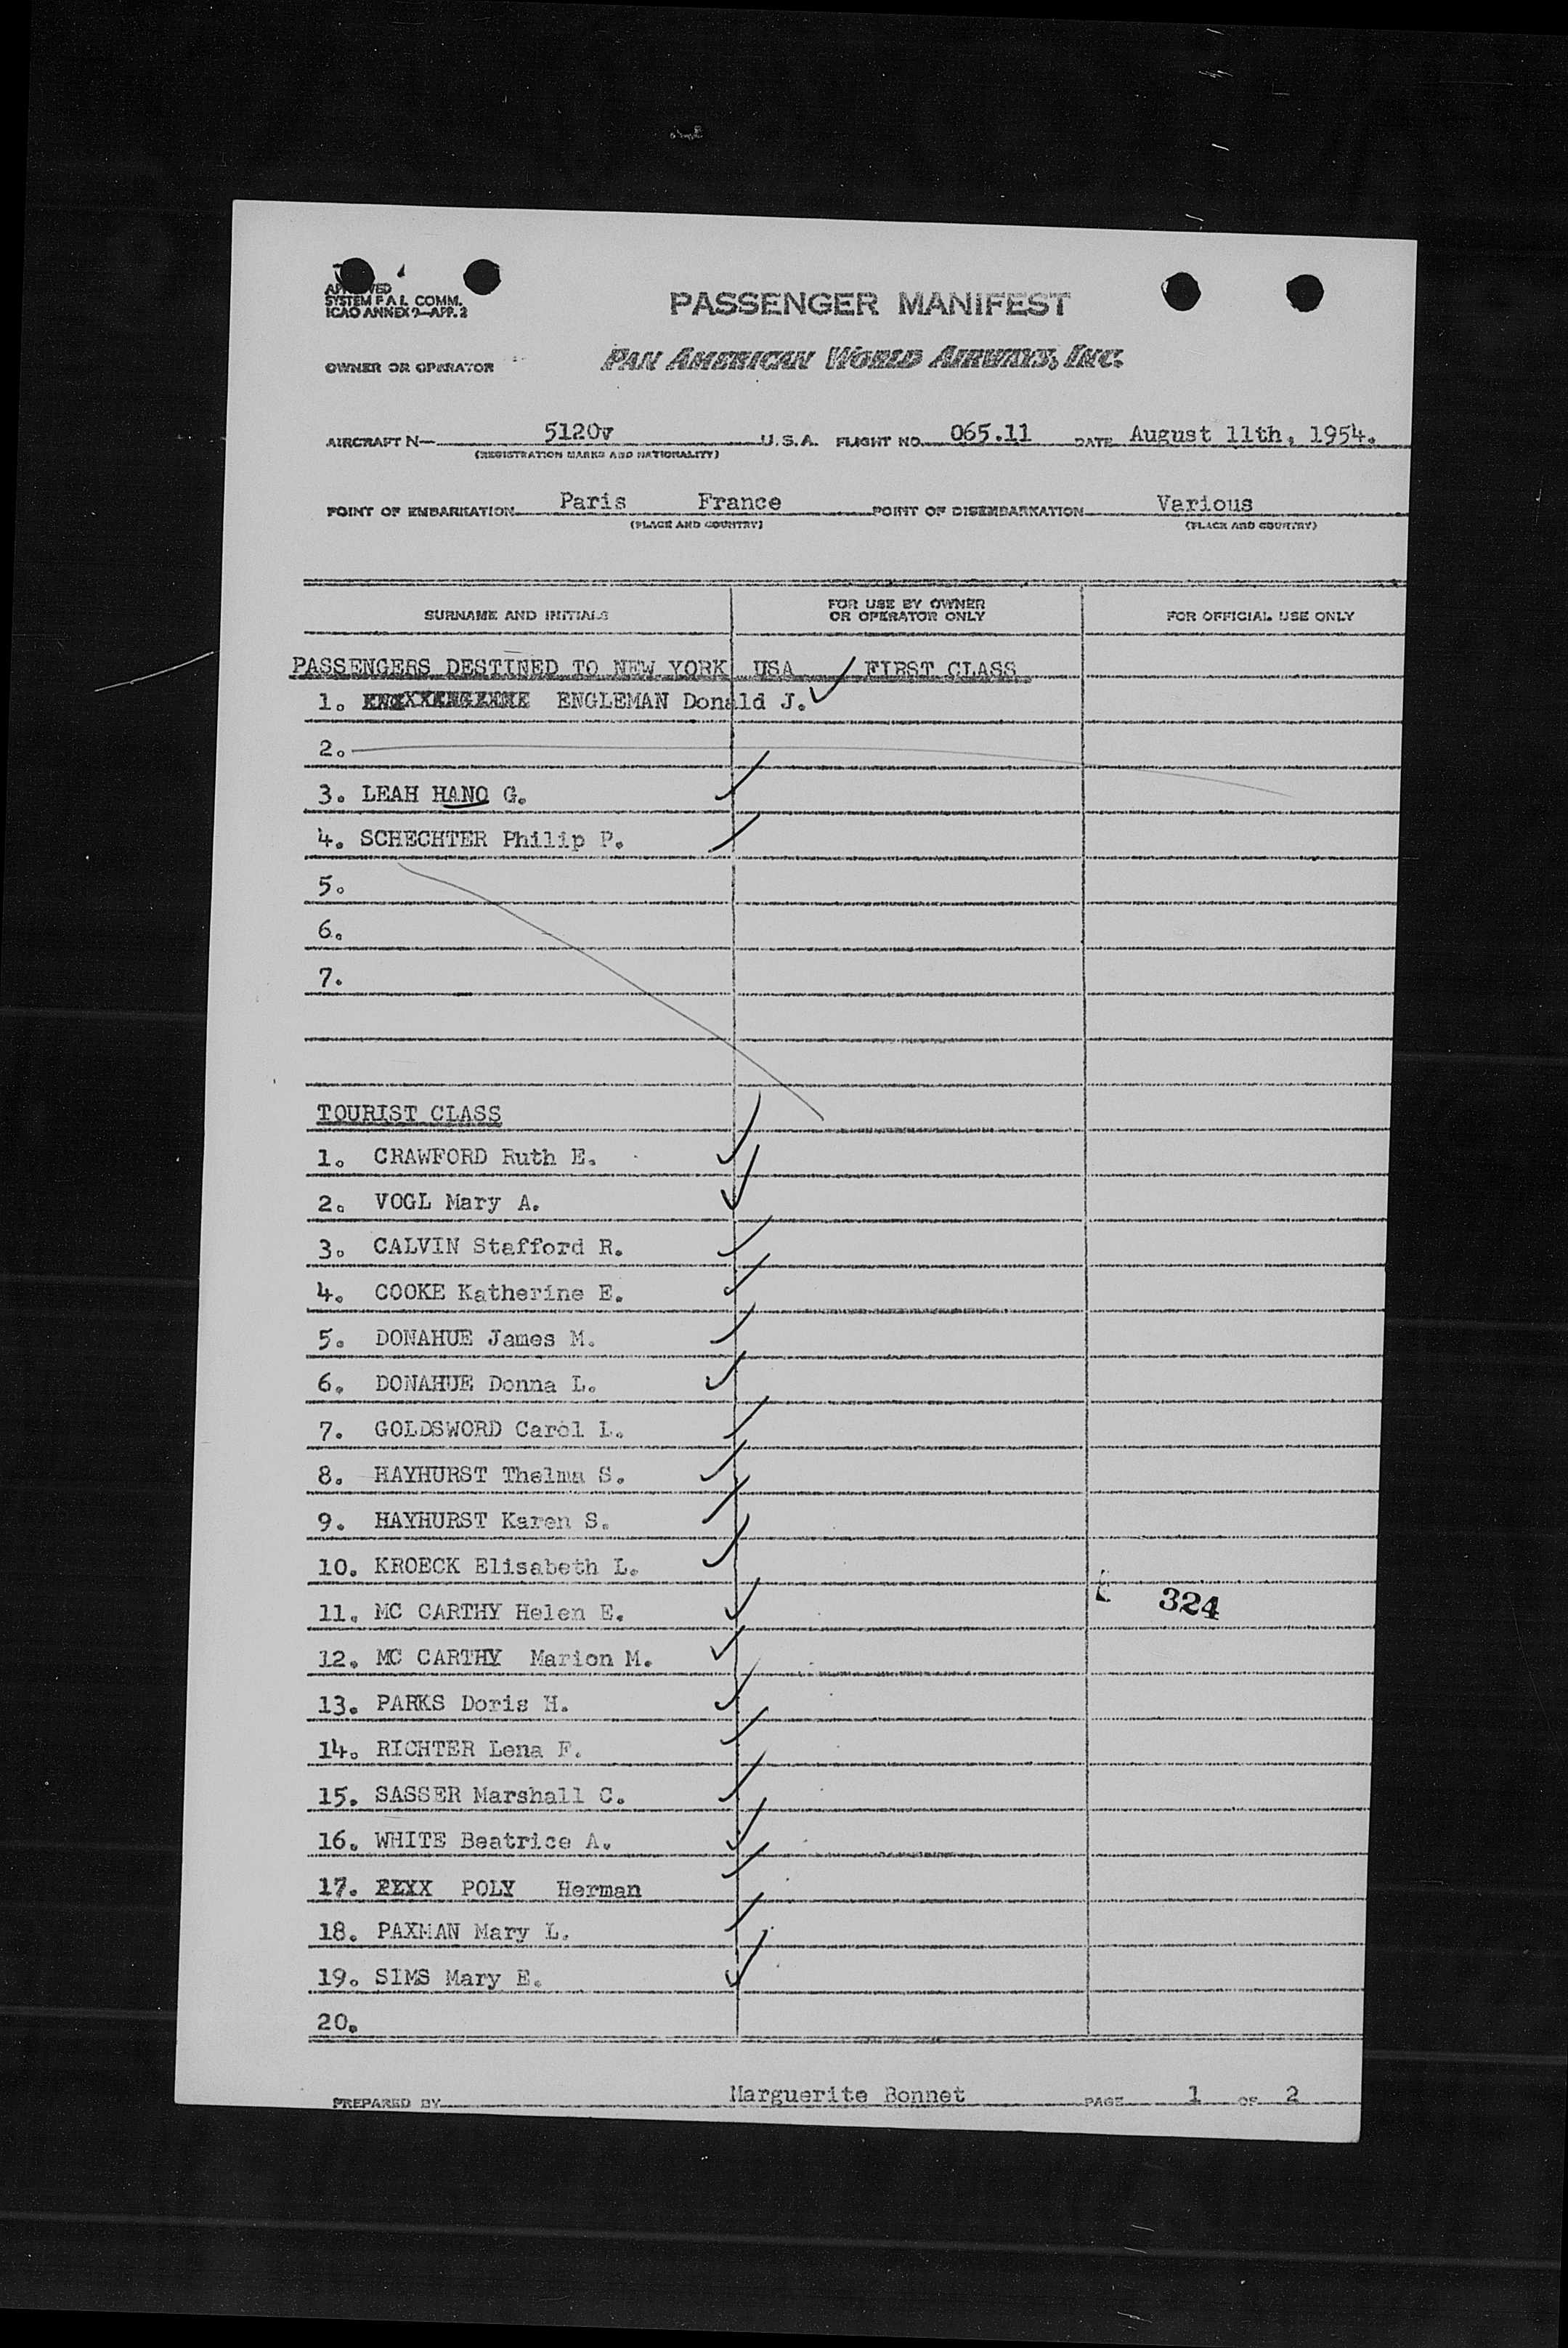 SYSTEM F A L COMM.
ICAO ANNEX 9—APP. 3
PASSENGER MANIFEST
OWNER OR OPERATOR PAN AMERICAN WORLD AIRWAYS, INC.
AIRCRAFT N— 5120v U.S.A. FLIGHT NO. 065.11 DATE August 11th, 1954.
(REGISTRATION MARKS AND NATIONALITY)
POINT OF EMBARKATION Paris France POINT OF DISEMBARKATION Various
(PLACE AND COUNTRY) (PLACE AND COUNTRY)
SURNAME AND INITIALS FOR USE BY OWNER OR OPERATOR ONLY FOR OFFICIAL USE ONLY
PASSENGERS DESTINED TO NEW YORK USA FIRST CLASS
1. ENGLEMAN Donald J.
2.
3. LEAH HANO G.
4. SCHECHTER Philip P.
5.
6.
7.
TOURIST CLASS
1. CRAWFORD Ruth E.
2. VOGL Mary A.
3. CALVIN Stafford R.
4. COOKE Katherine E.
5. DONAHUE James M.
6. DONAHUE Donna L.
7. GOLDSWORD Carol L.
8. HAYHURST Thelma S.
9. HAYHURST Karen S.
10. KROECK Elisabeth L.
11. MC CARTHY Helen E. 324
12. MC CARTHY Marion M.
13. PARKS Doris H.
14. RICHTER Lena F.
15. SASSER Marshall C.
16. WHITE Beatrice A.
17. POLY Herman
18. PAXMAN Mary L.
19. SIMS Mary E.
20.
PREPARED BY Marguerite Bonnet PAGE 1 OF 2